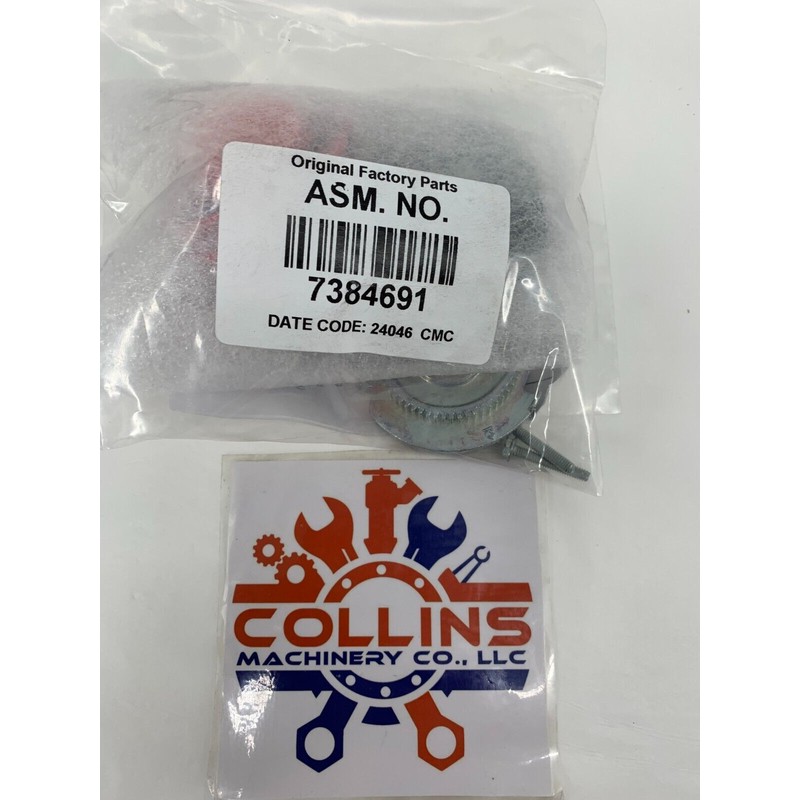 Original Factory Parts
ASM. NO.
7384691
DATE CODE: 24046 CMC
COLLINS
MACHINERY CO., LLC